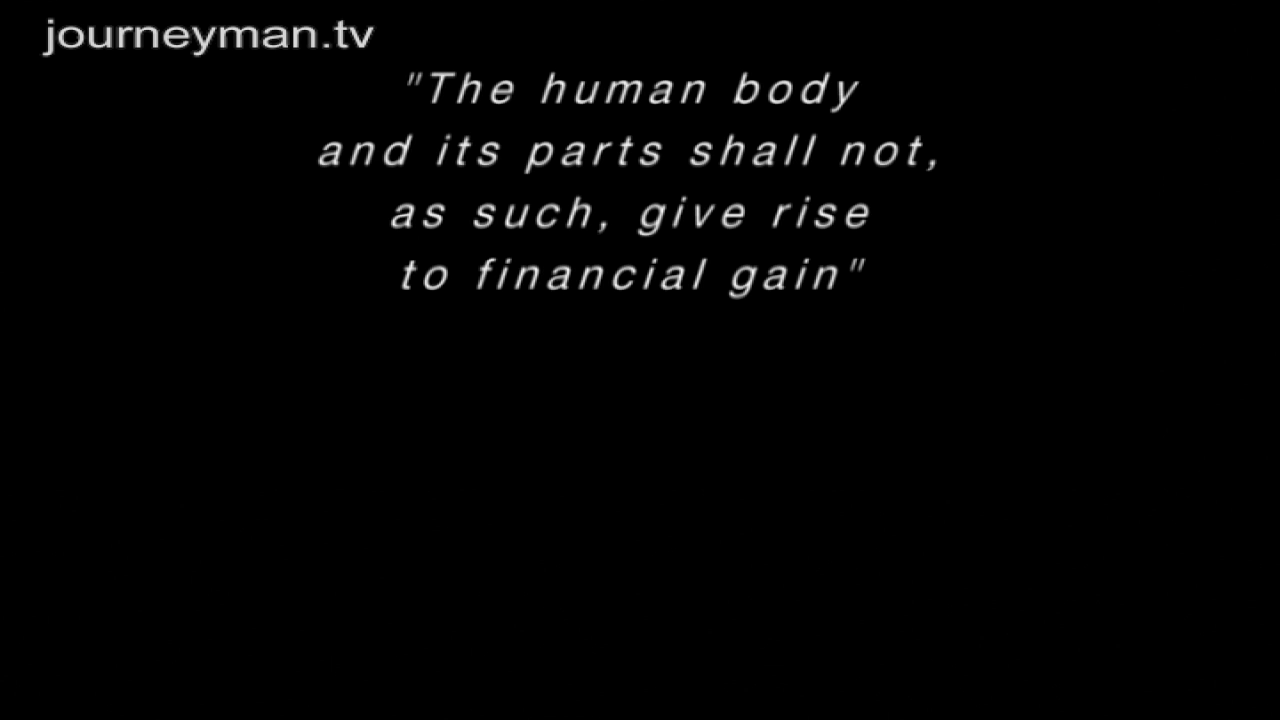 journeyman.tv
"The human body
and its parts shall not,
as such, give rise
to financial gain"